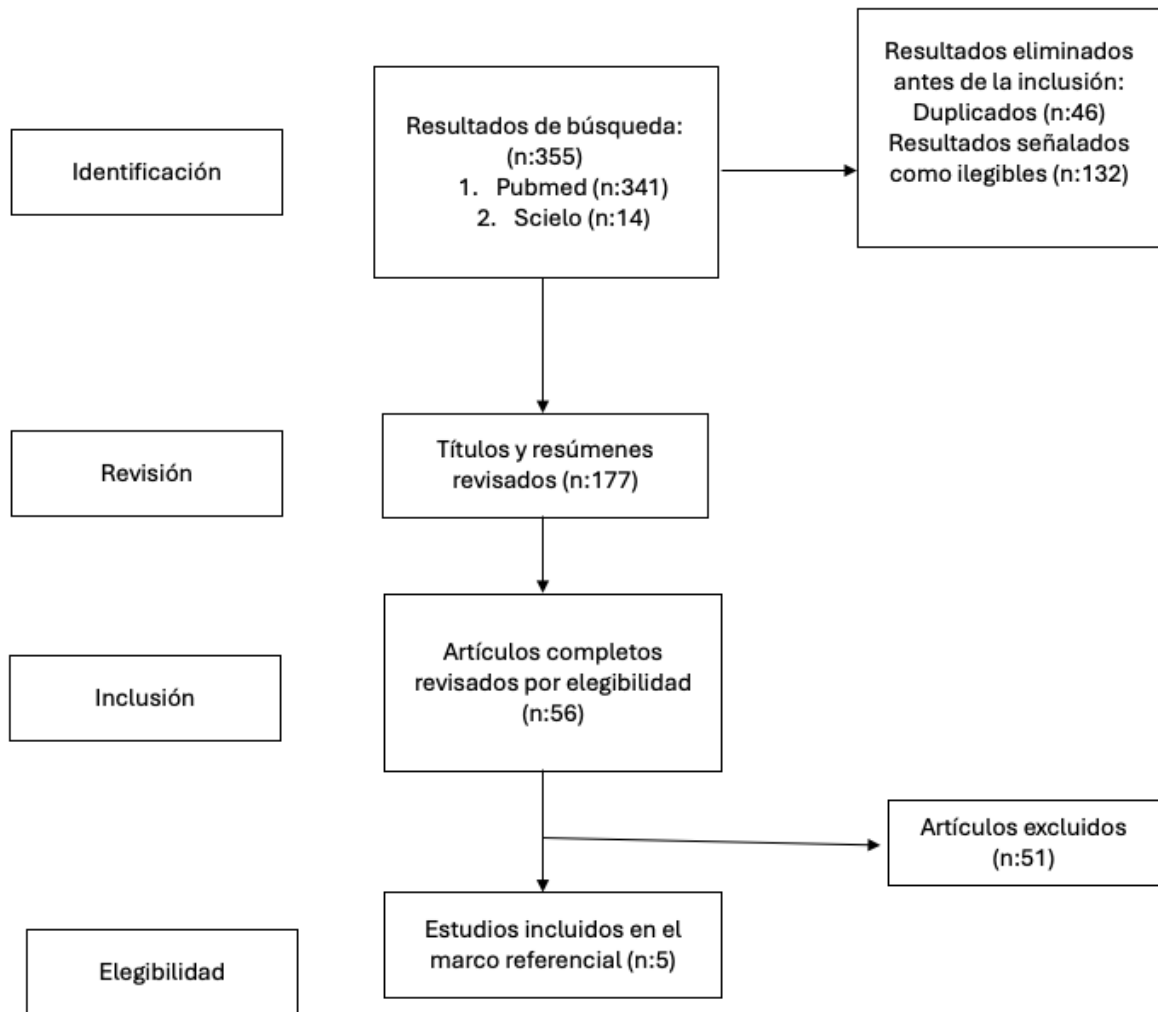 Identificación
Resultados de búsqueda:
(n:355)
1. Pubmed (n:341)
2. Scielo (n:14)
Resultados eliminados
antes de la inclusión:
Duplicados (n:46)
Resultados señalados
como ilegibles (n:132)
Revisión
Títulos y resúmenes
revisados (n:177)
Inclusión
Artículos completos
revisados por elegibilidad
(n:56)
Artículos excluidos
(n:51)
Elegibilidad
Estudios incluidos en el
marco referencial (n:5)